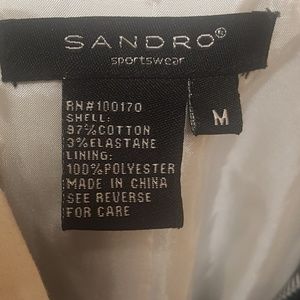 SANDRO®
sportswear
RN#100170
SHELL:
97%COTTON
3%ELASTANE
LINING:
100%POLYESTER
MADE IN CHINA
SEE REVERSE
FOR CARE
M